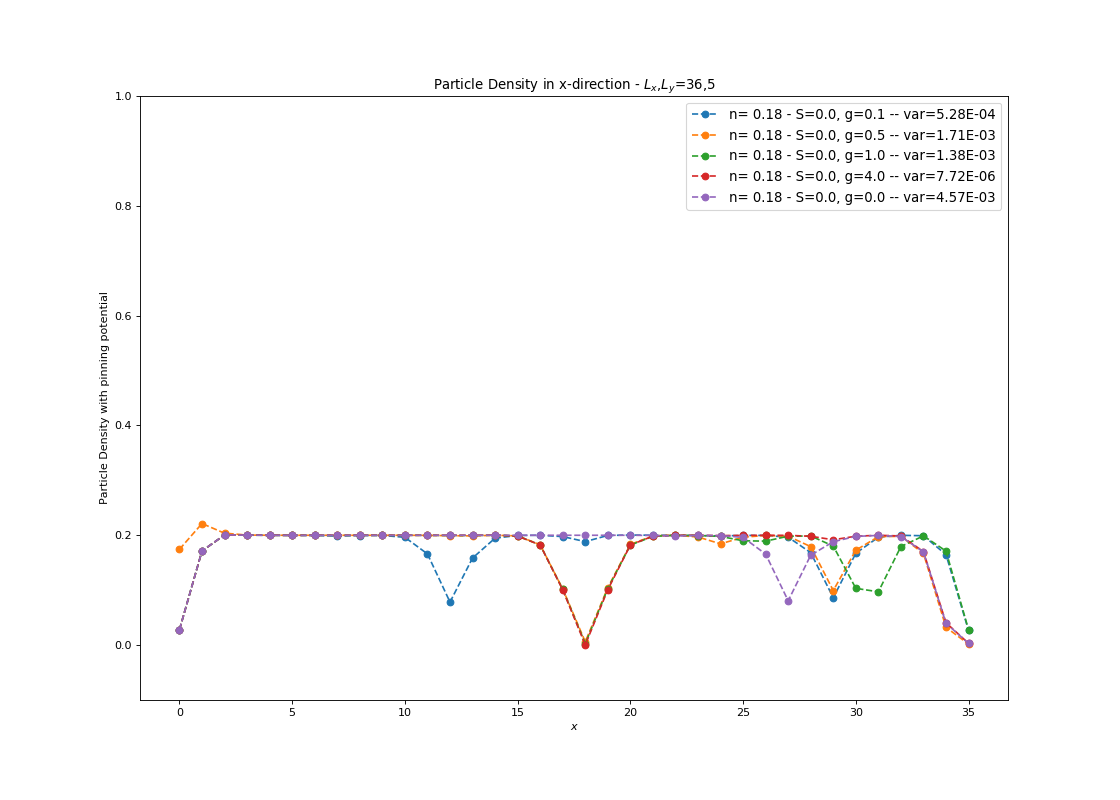 Particle Density in x-direction - Lx,Ly=36,5
1.0
0.8
0.6
0.4
0.2
0.0
Particle Density with pinning potential
n= 0.18 - S=0.0, g=0.1 -- var=5.28E-04
n= 0.18 - S=0.0, g=0.5 -- var=1.71E-03
n= 0.18 - S=0.0, g=1.0 -- var=1.38E-03
n= 0.18 - S=0.0, g=4.0 -- var=7.72E-06
n= 0.18 - S=0.0, g=0.0 -- var=4.57E-03
0 5 10 15 20 25 30 35
x